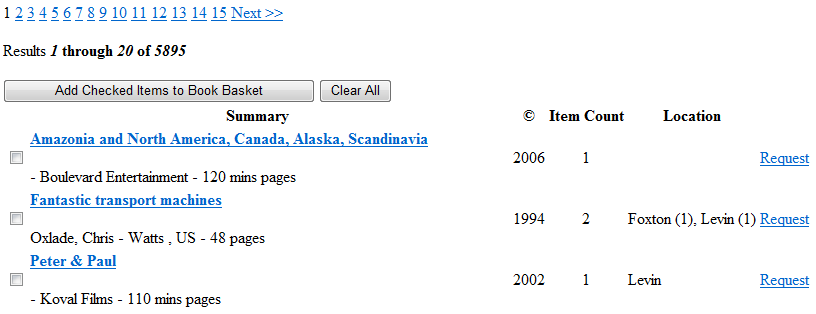 1 2 3 4 5 6 7 8 9 10 11 12 13 14 15 Next >>
Results 1 through 20 of 5895
Add Checked Items to Book Basket Clear All
Summary © Item Count Location
Amazonia and North America, Canada, Alaska, Scandinavia
2006 1 Request
- Boulevard Entertainment - 120 mins pages
Fantastic transport machines
1994 2 Foxton (1), Levin (1) Request
Oxlade, Chris - Watts , US - 48 pages
Peter & Paul
2002 1 Levin Request
- Koval Films - 110 mins pages